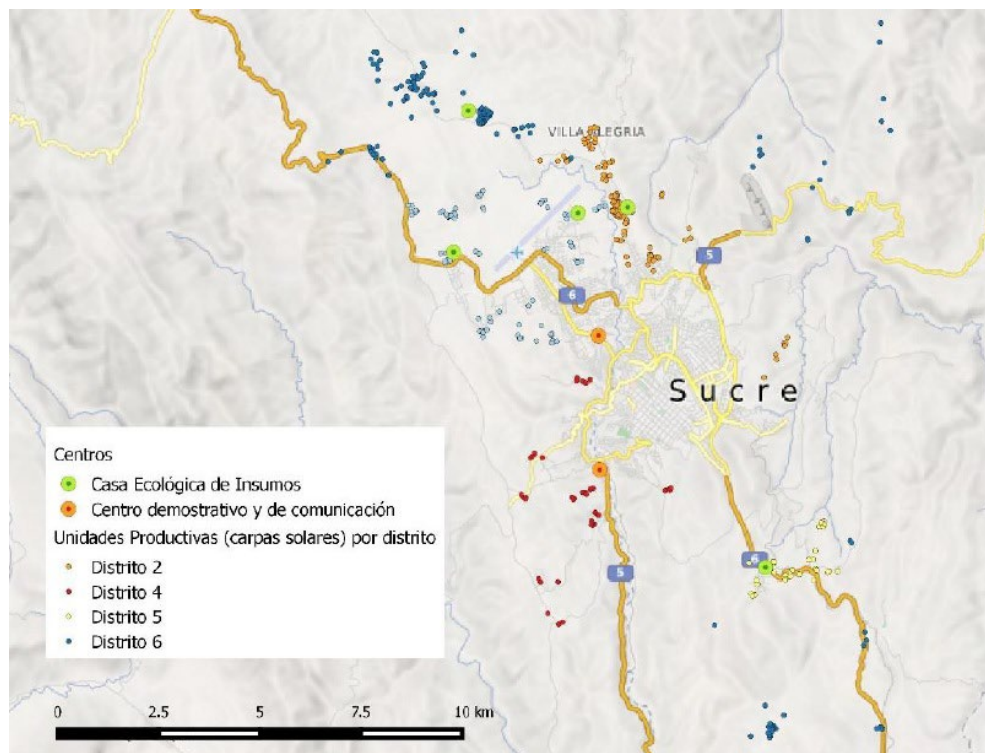 VILLA ALEGRIA
5
6
Sucre
6
5
Centros
Casa Ecológica de Insumos
Centro demostrativo y de comunicación
Unidades Productivas (carpas solares) por distrito
Distrito 2
Distrito 4
Distrito 5
Distrito 6
0 2.5 5 7.5 10 km